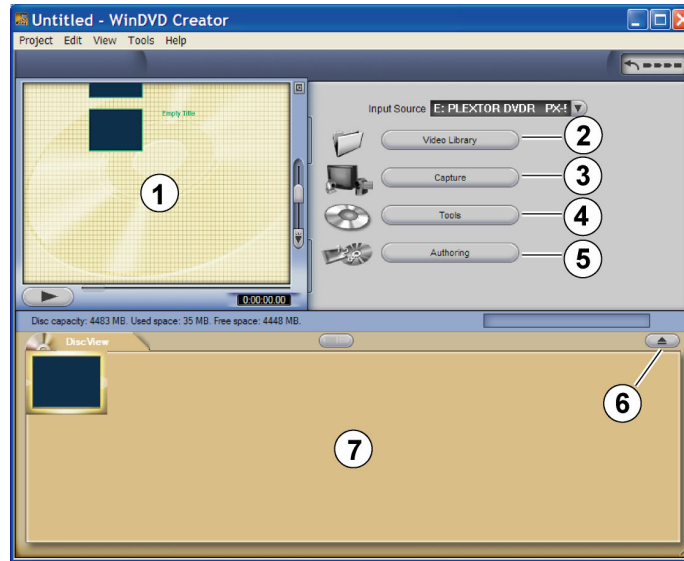 Untitled - WinDVD Creator
Project Edit View Tools Help
Empty Title
Input Source E: PLEXTOR DVDR PX-
Video Library
2
Capture
3
1
Tools
4
Authoring
5
0:00:00.00
Disc capacity: 4483 MB. Used space: 35 MB. Free space: 4448 MB.
DiscView
6
7